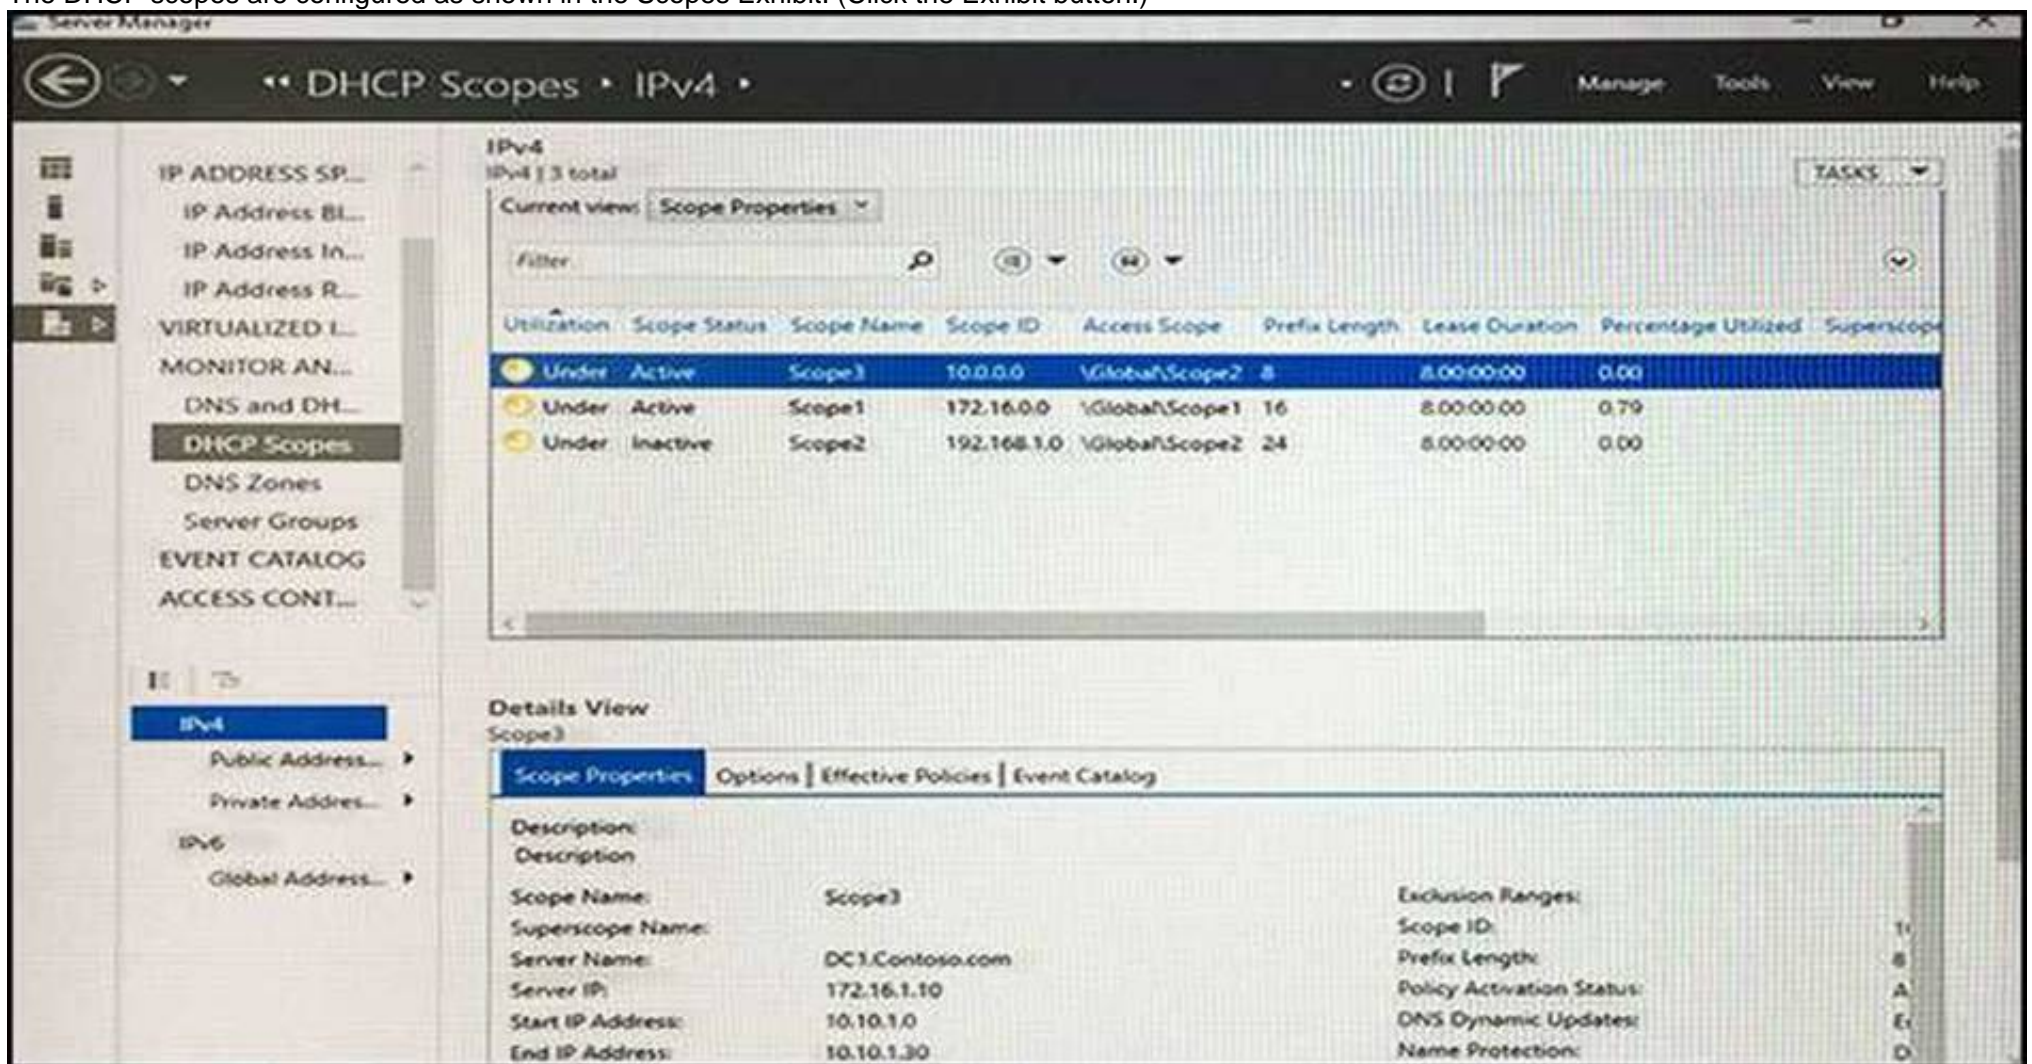 The DHCP scopes are configured as shown in the Scopes Exhibit. (Click the Exhibit button.)
Server Manager
DHCP Scopes IPv4
Manage Tools View Help
IP ADDRESS SP...
IP Address Bl...
IP Address In...
IP Address R...
VIRTUALIZED I...
MONITOR AN...
DNS and DH...
DHCP Scopes
DNS Zones
Server Groups
EVENT CATALOG
ACCESS CONT...
IPv4
Public Address...
Private Addres...
IPv6
Global Address...
IPv4
IPv4 | 3 total
TASKS
Current view: Scope Properties
Filter
Utilization Scope Status Scope Name Scope ID Access Scope Prefix Length Lease Duration Percentage Utilized Superscope
Under Active Scope3 10.0.0.0 \Global\Scope2 8 8.00:00:00 0.00
Under Active Scope1 172.16.0.0 \Global\Scope1 16 8.00:00:00 0.79
Under Inactive Scope2 192.168.1.0 \Global\Scope2 24 8.00:00:00 0.00
Details View
Scope3
Scope Properties Options | Effective Policies | Event Catalog
Description:
Description
Scope Name: Scope3 Exclusion Ranges:
Superscope Name: Scope ID:
Server Name: DC1.Contoso.com Prefix Length: 8
Server IP: 172.16.1.10 Policy Activation Status: A
Start IP Address: 10.10.1.0 DNS Dynamic Updates:
End IP Address: 10.10.1.30 Name Protection: D